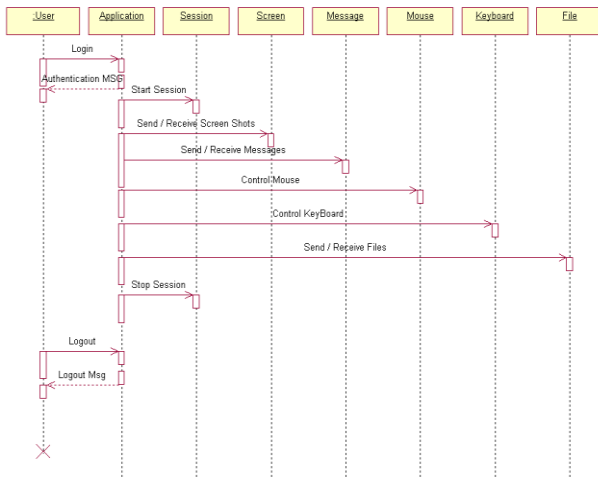 :User
Application
Session
Screen
Message
Mouse
Keyboard
File
Login
Authentication MSG
Start Session
Send / Receive Screen Shots
Send / Receive Messages
Control Mouse
Control KeyBoard
Send / Receive Files
Stop Session
Logout
Logout Msg